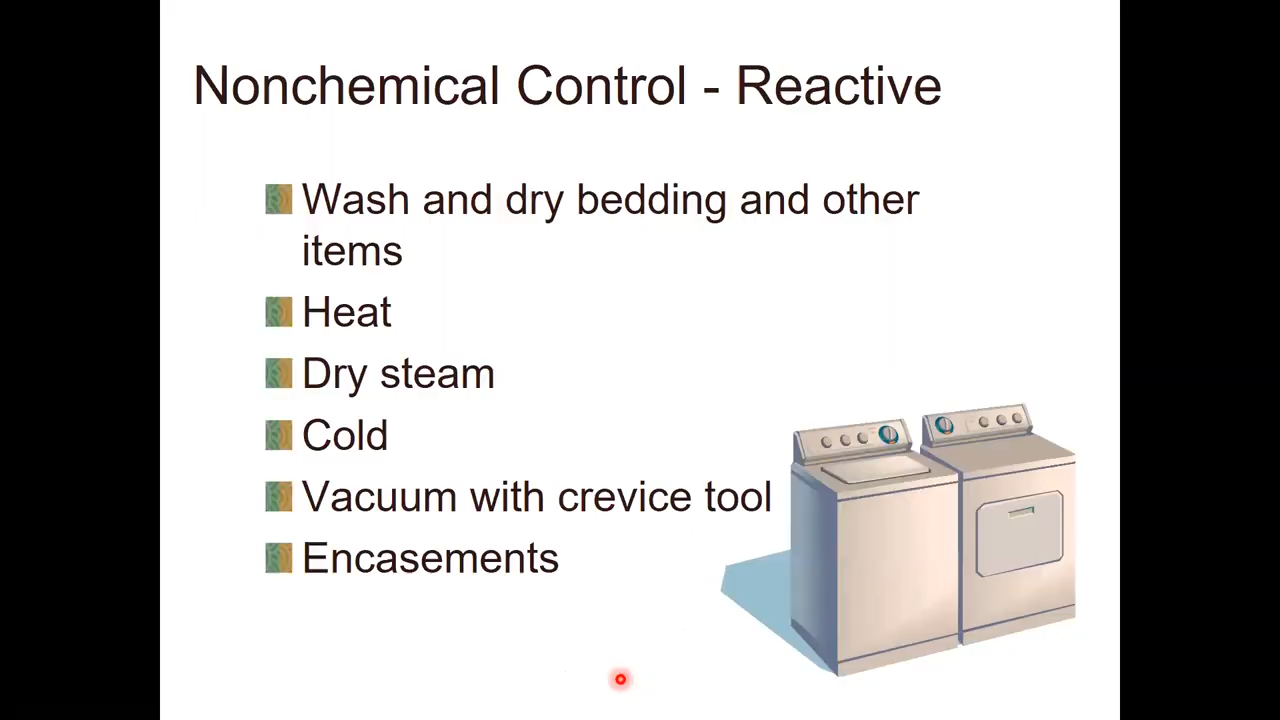 Nonchemical Control - Reactive
Wash and dry bedding and other
items
Heat
Dry steam
Cold
Vacuum with crevice tool
Encasements